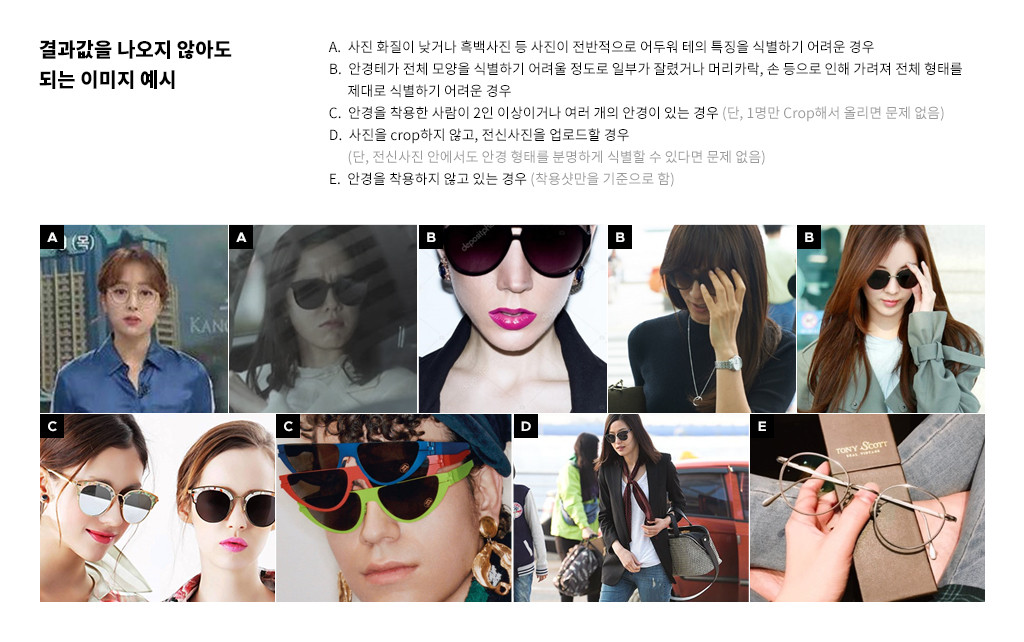 결과값을 나오지 않아도
되는 이미지 예시
A. 사진 화질이 낮거나 흑백사진 등 사진이 전반적으로 어두워 테의 특징을 식별하기 어려운 경우
B. 안경테가 전체 모양을 식별하기 어려울 정도로 일부가 잘렸거나 머리카락, 손 등으로 인해 가려져 전체 형태를
제대로 식별하기 어려운 경우
C. 안경을 착용한 사람이 2인 이상이거나 여러 개의 안경이 있는 경우 (단, 1명만 Crop해서 올리면 문제 없음)
D. 사진을 crop하지 않고, 전신사진을 업로드할 경우
(단, 전신사진 안에서도 안경 형태를 분명하게 식별할 수 있다면 문제 없음)
E. 안경을 착용하지 않고 있는 경우 (착용샷만을 기준으로 함)
A
(목)
KANG
A
B
depositph
B
B
C
C
D
E
TONY SCOTT
REAL VINTAGE